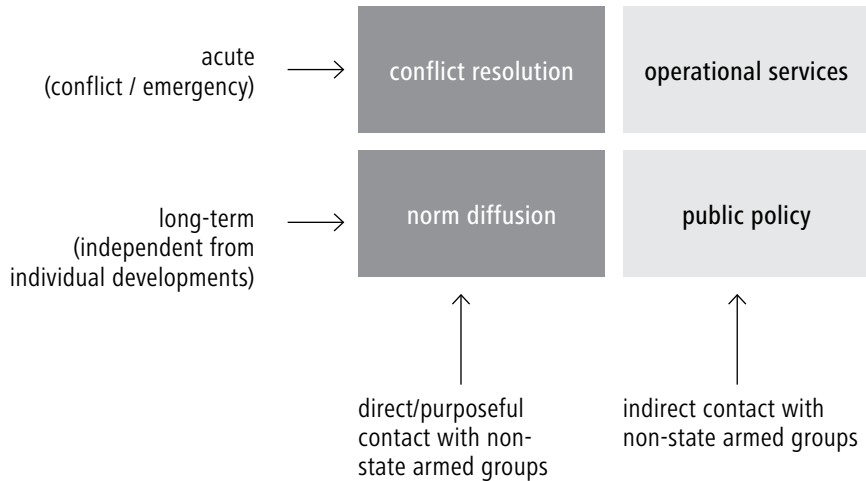 acute
(conflict / emergency)
conflict resolution
operational services
long-term
(independent from
individual developments)
norm diffusion
public policy
direct/purposeful
contact with non-
state armed groups
indirect contact with
non-state armed groups